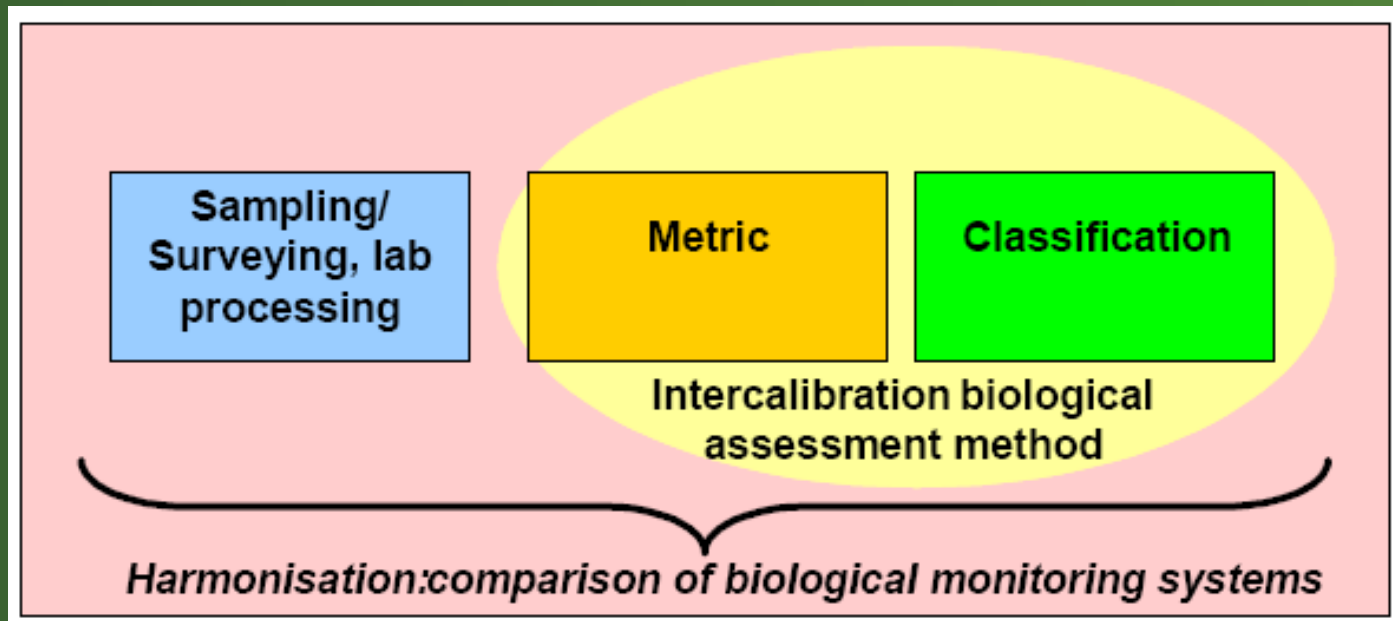 Sampling/
Surveying, lab
processing
Metric
Classification
Intercalibration biological
assessment method
Harmonisation:comparison of biological monitoring systems